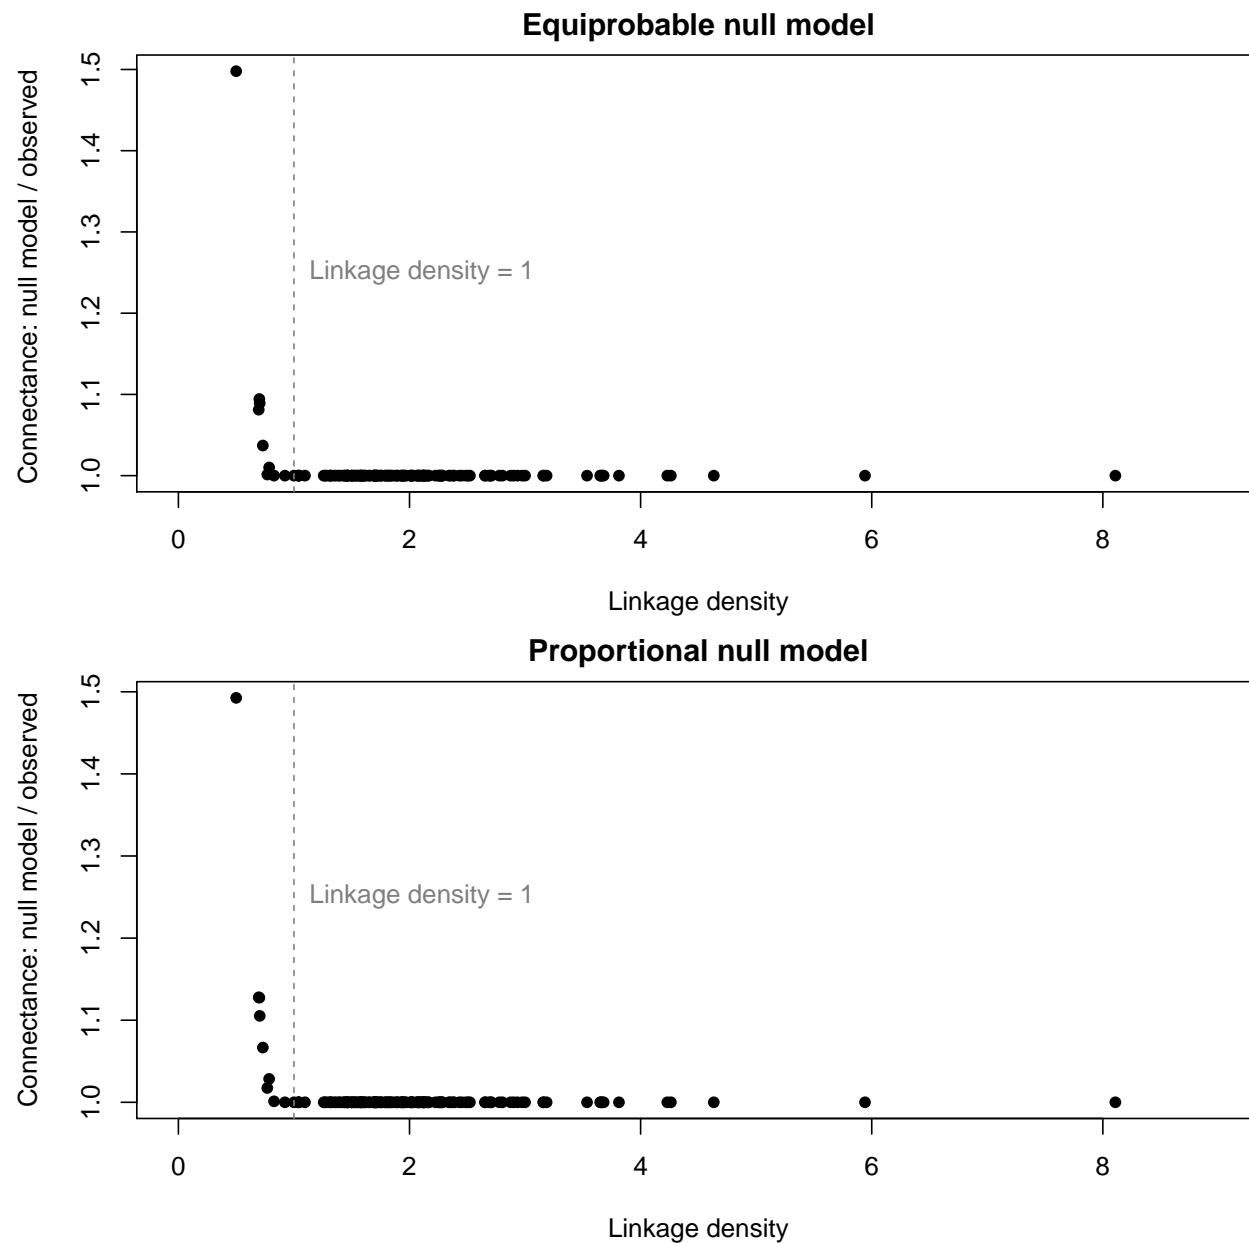 Equiprobable null model
Connectance: null model / observed
1.5
1.4
1.3
1.2
1.1
1.0
Linkage density = 1
0 2 4 6 8
Linkage density
Proportional null model
Connectance: null model / observed
1.5
1.4
1.3
1.2
1.1
1.0
Linkage density = 1
0 2 4 6 8
Linkage density